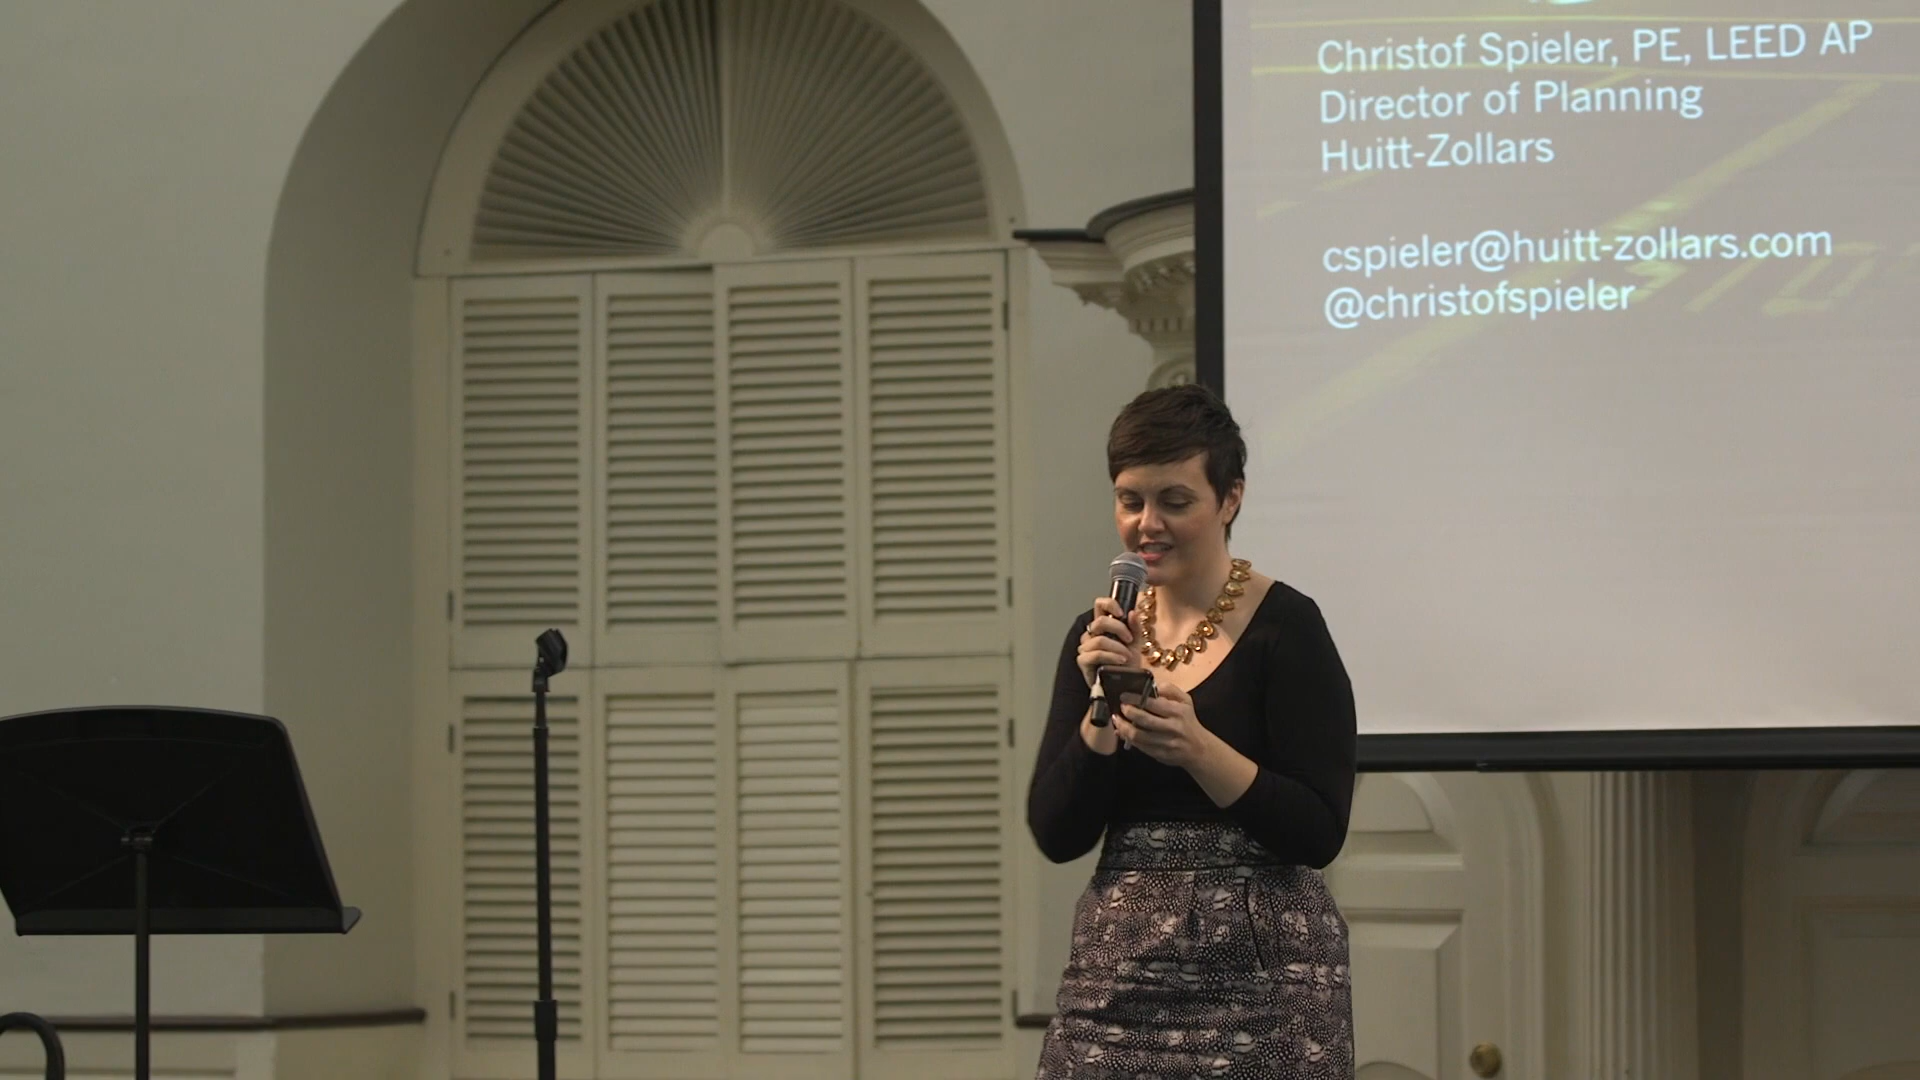 Christof Spieler, PE, LEED AP
Director of Planning
Huitt-Zollars
cspieler@huitt-zollars.com
@christofspieler